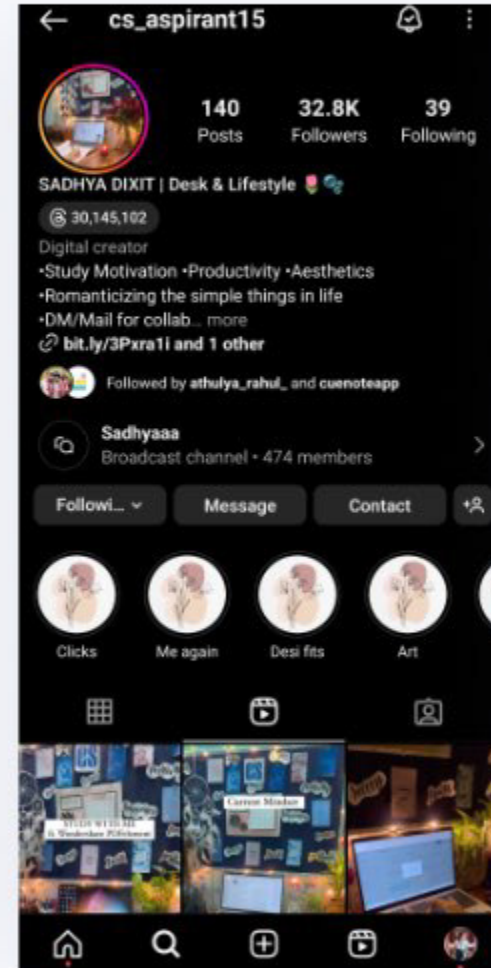 cs_aspirant15
140 32.8K 39
Posts Followers Following
SADHYA DIXIT | Desk & Lifestyle 🌷🫧
30,145,102
Digital creator
•Study Motivation •Productivity •Aesthetics
•Romanticizing the simple things in life
•DM/Mail for collab... more
bit.ly/3Pxra1i and 1 other
Followed by athulya_rahul_ and cuenoteapp
Sadhyaaa
Broadcast channel • 474 members
Followi... Message Contact
Clicks Me again Desi fits Art
STUDY WITH ME Current Mindset